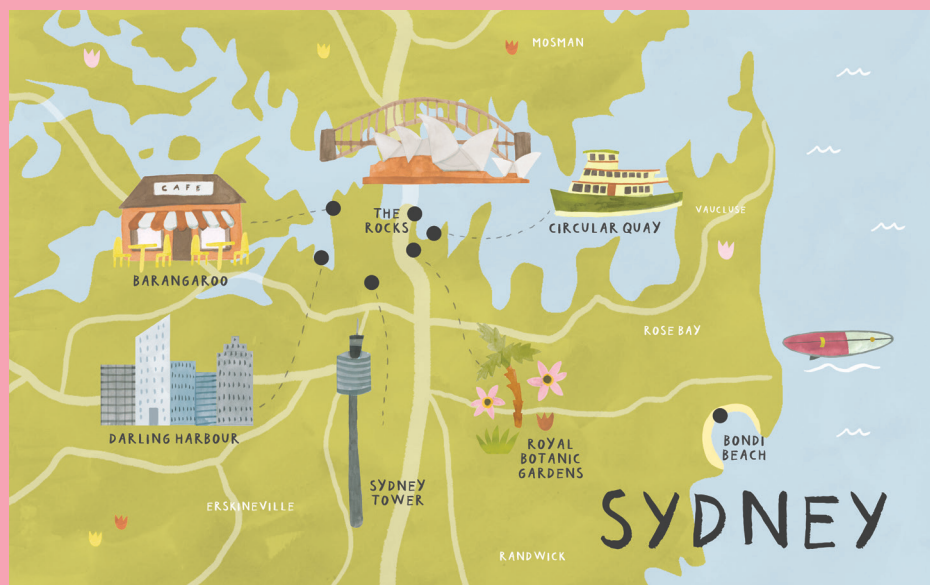 MOSMAN
CAFE
THE
ROCKS
VAUCLUSE
CIRCULAR QUAY
BARANGAROO
ROSE BAY
DARLING HARBOUR
ROYAL
BOTANIC
GARDENS
BONDI
BEACH
SYDNEY
TOWER
ERSKINEVILLE
SYDNEY
RANDWICK